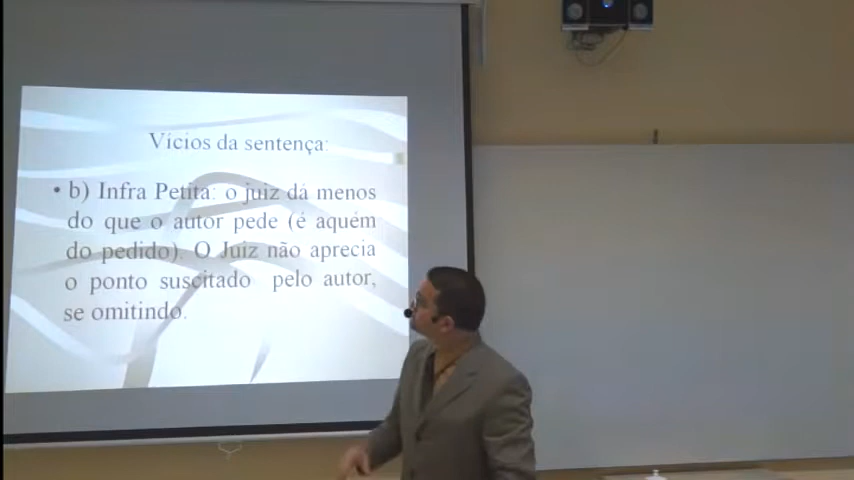 Vícios da sentença:
• b) Infra Petita: o juiz dá menos
do que o autor pede (é aquém
do pedido). O Juiz não aprecia
o ponto suscitado pelo autor,
se omitindo.